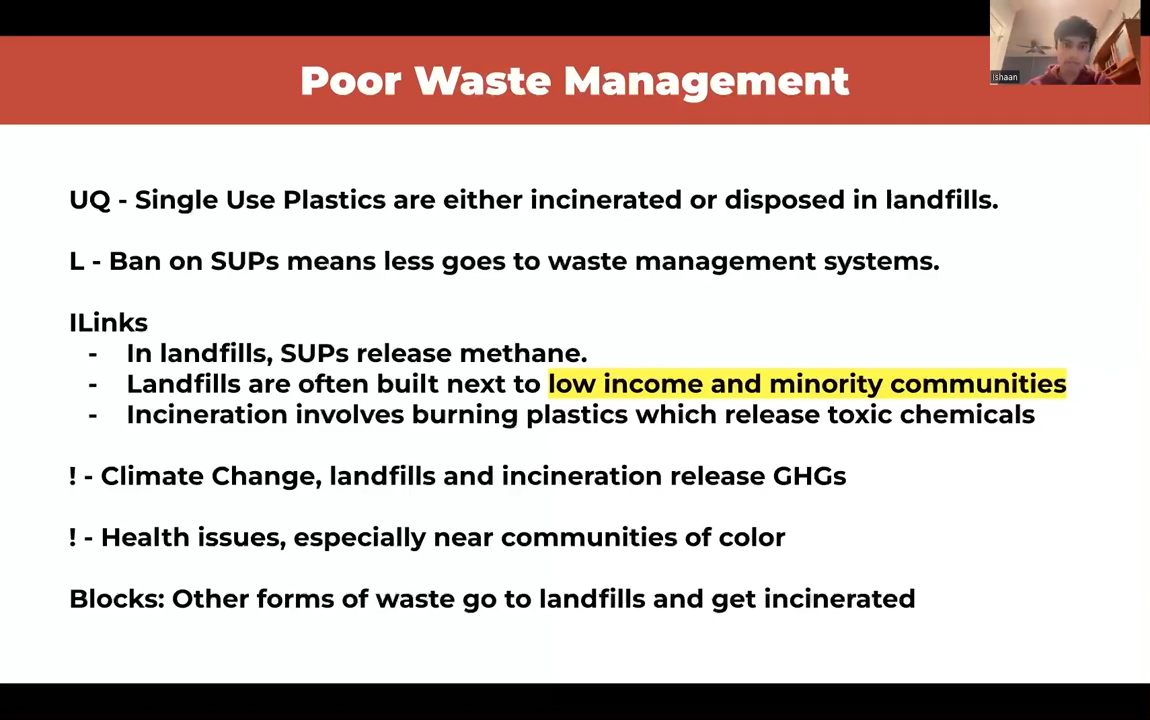 Poor Waste Management
Ishaan
UQ - Single Use Plastics are either incinerated or disposed in landfills.
L - Ban on SUPs means less goes to waste management systems.
ILinks
- In landfills, SUPs release methane.
- Landfills are often built next to low income and minority communities
- Incineration involves burning plastics which release toxic chemicals
! - Climate Change, landfills and incineration release GHGs
! - Health issues, especially near communities of color
Blocks: Other forms of waste go to landfills and get incinerated